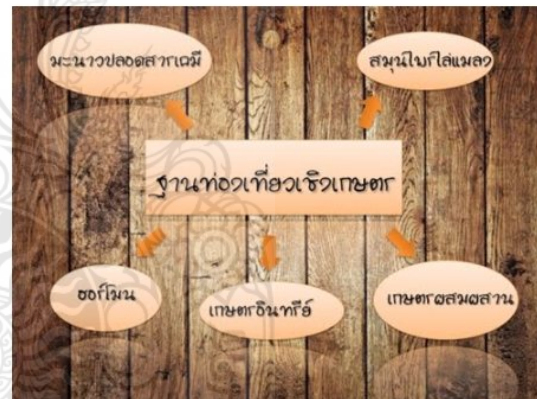 มะนาวปลอดสารเคมี
สมุนไพรไล่แมลง
ฐานท่องเที่ยวเชิงเกษตร
ฮอร์โมน
เกษตรอินทรีย์
เกษตรผสมผสาน